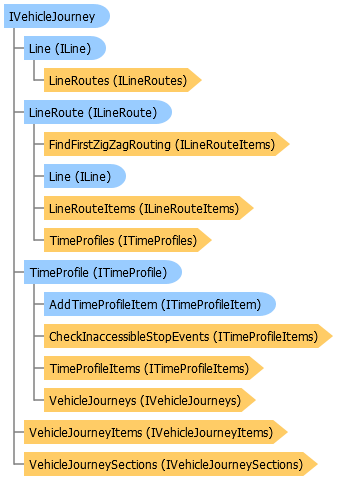 IVehicleJourney
Line (ILine)
LineRoutes (ILineRoutes)
LineRoute (ILineRoute)
FindFirstZigZagRouting (ILineRouteItems)
Line (ILine)
LineRouteItems (ILineRouteItems)
TimeProfiles (ITimeProfiles)
TimeProfile (ITimeProfile)
AddTimeProfileItem (ITimeProfileItem)
CheckInaccessibleStopEvents (ITimeProfileItems)
TimeProfileItems (ITimeProfileItems)
VehicleJourneys (IVehicleJourneys)
VehicleJourneyItems (IVehicleJourneyItems)
VehicleJourneySections (IVehicleJourneySections)